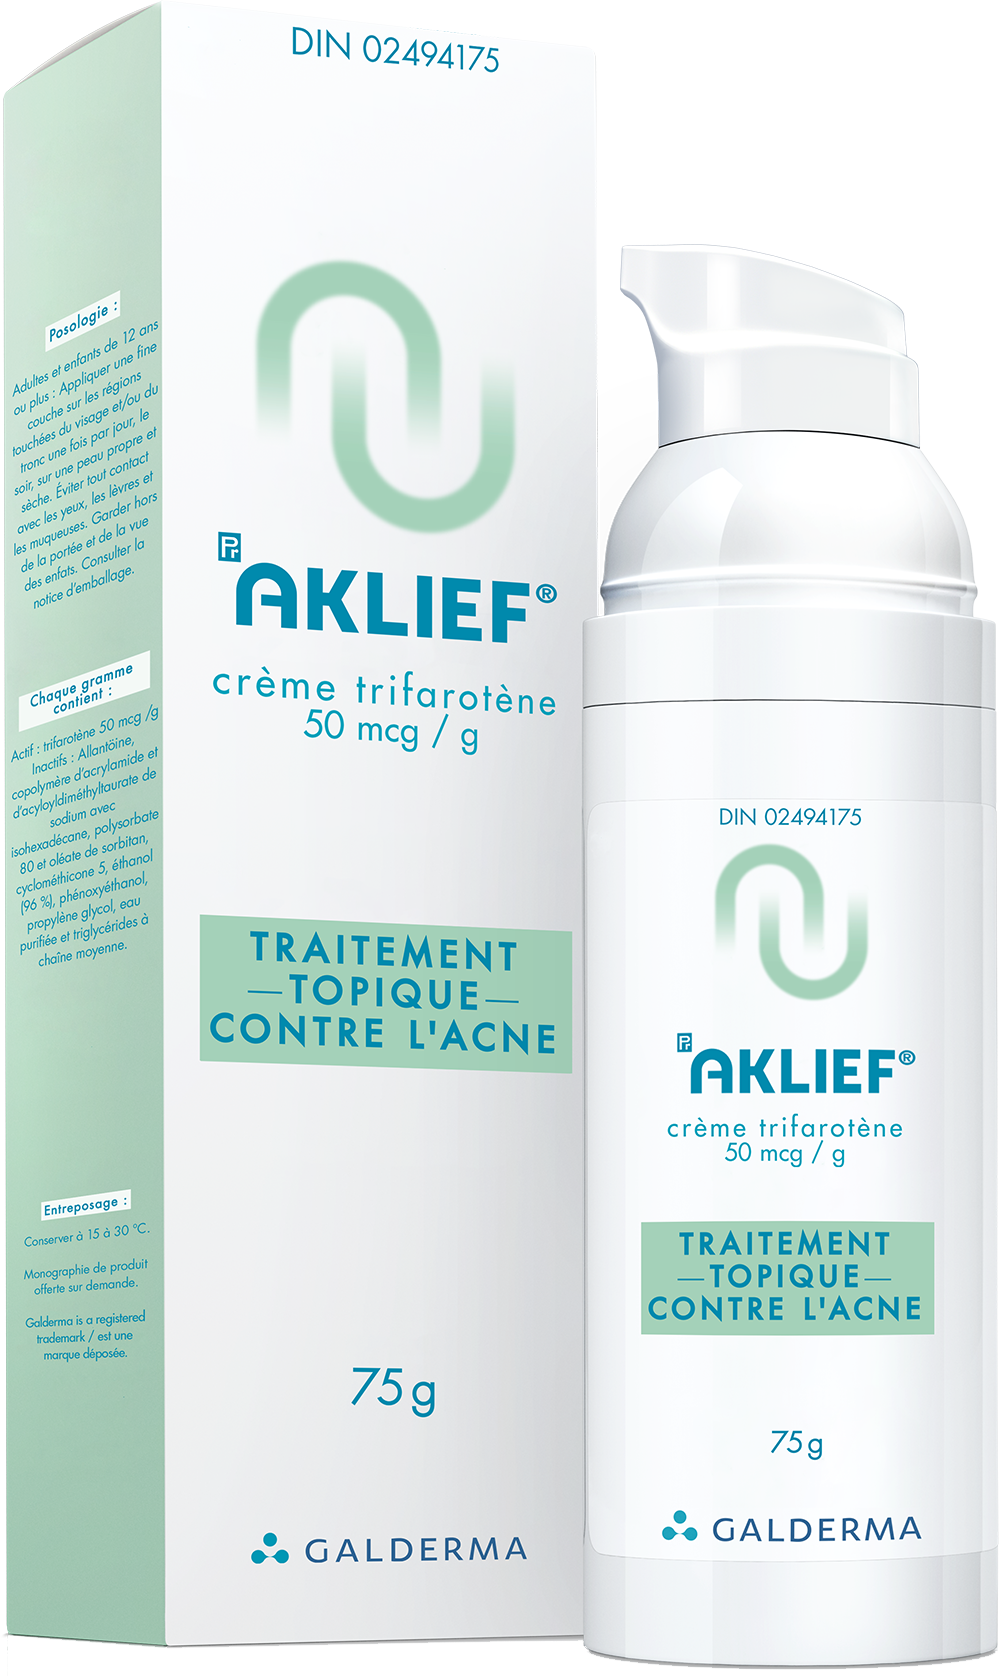 DIN 02494175
Pr
AKLIEF®
crème trifarotène
50 mcg / g
TRAITEMENT
—TOPIQUE—
CONTRE L'ACNE
75 g
GALDERMA
Posologie :
Adultes et enfants de 12 ans
ou plus : Appliquer une fine
couche sur les régions
touchées du visage et/ou du
tronc une fois par jour, le
soir, sur une peau propre et
sèche. Éviter tout contact
avec les yeux, les lèvres et
les muqueuses. Garder hors
de la portée et de la vue
des enfats. Consulter la
notice d’emballage.
Chaque gramme
contient :
Actif : trifarotène 50 mcg /g
Inactifs : Allantöine,
copolymère d’acrylamide et
d’acyloyldiméthyltaurate de
sodium avec
isohexadécane, polysorbate
80 et oléate de sorbitan,
cyclométhicone 5, éthanol
(96 %), phénoxyéthanol,
propylène glycol, eau
purifiée et triglycérides à
chaîne moyenne.
Entreposage :
Conserver à 15 à 30 °C.
Monographie de produit
offerte sur demande.
Galderma is a registered
trademark / est une
marque déposée.
DIN 02494175
Pr
AKLIEF®
crème trifarotène
50 mcg / g
TRAITEMENT
—TOPIQUE—
CONTRE L'ACNE
75 g
GALDERMA